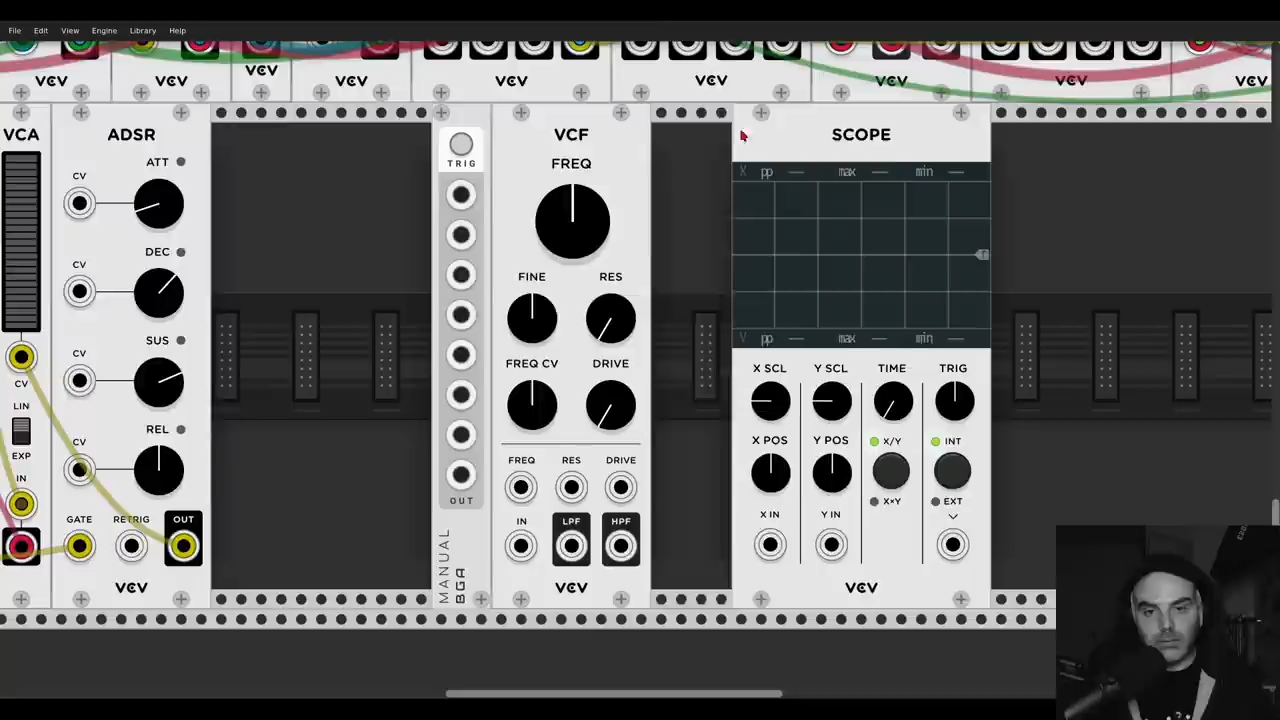 File Edit View Engine Library Help
VCV VCV VCV VCV VCV VCV VCV VCV VCV
VCA
CV
LIN
EXP
IN
ADSR
ATT
CV
DEC
CV
SUS
CV
REL
CV
GATE RETRIG OUT
VCV
TRIG
OUT
MANUAL
BGA
VCF
FREQ
FINE RES
FREQ CV DRIVE
FREQ RES DRIVE
IN LPF HPF
VCV
SCOPE
X pp --- max --- min ---
V pp --- max --- min ---
X SCL Y SCL TIME TRIG
X POS Y POS X/Y INT
X×Y EXT
X IN Y IN
VCV